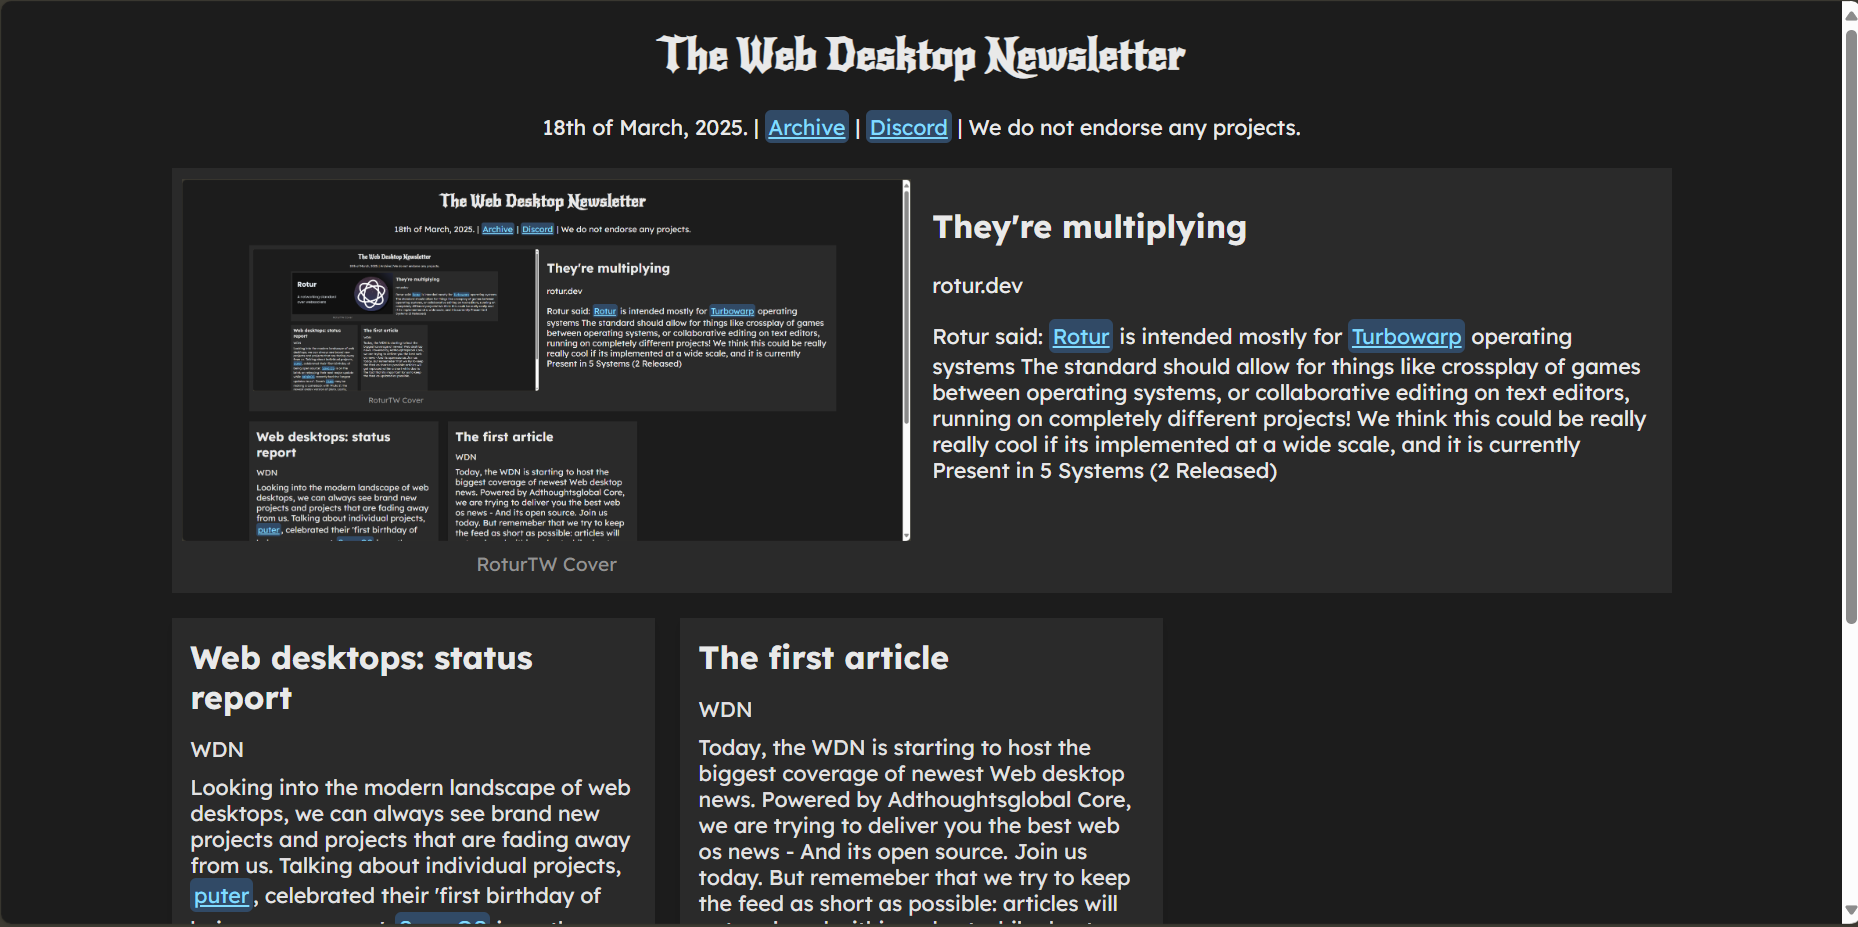 The Web Desktop Newsletter
18th of March, 2025. | Archive | Discord | We do not endorse any projects.
The Web Desktop Newsletter
18th of March, 2025. | Archive | Discord | We do not endorse any projects.
The Web Desktop Newsletter
Rotur
They're multiplying
Web desktops: status
report
The first article
They're multiplying
rotur.dev
Rotur said: Rotur is intended mostly for Turbowarp operating
systems The standard should allow for things like crossplay of games
between operating systems, or collaborative editing on text editors,
running on completely different projects! We think this could be really
really cool if its implemented at a wide scale, and it is currently
Present in 5 Systems (2 Released)
RoturTW Cover
Web desktops: status
report
WDN
Looking into the modern landscape of web
desktops, we can always see brand new
projects and projects that are fading away
from us. Talking about individual projects,
puter, celebrated their 'first birthday of
The first article
WDN
Today, the WDN is starting to host the
biggest coverage of newest Web desktop
news. Powered by Adthoughtsglobal Core,
we are trying to deliver you the best web
os news - And its open source. Join us
today. But rememeber that we try to keep
the feed as short as possible: articles will
RoturTW Cover
They're multiplying
rotur.dev
Rotur said: Rotur is intended mostly for Turbowarp operating
systems The standard should allow for things like crossplay of games
between operating systems, or collaborative editing on text editors,
running on completely different projects! We think this could be really
really cool if its implemented at a wide scale, and it is currently
Present in 5 Systems (2 Released)
Web desktops: status
report
WDN
Looking into the modern landscape of web
desktops, we can always see brand new
projects and projects that are fading away
from us. Talking about individual projects,
puter, celebrated their 'first birthday of
The first article
WDN
Today, the WDN is starting to host the
biggest coverage of newest Web desktop
news. Powered by Adthoughtsglobal Core,
we are trying to deliver you the best web
os news - And its open source. Join us
today. But rememeber that we try to keep
the feed as short as possible: articles will